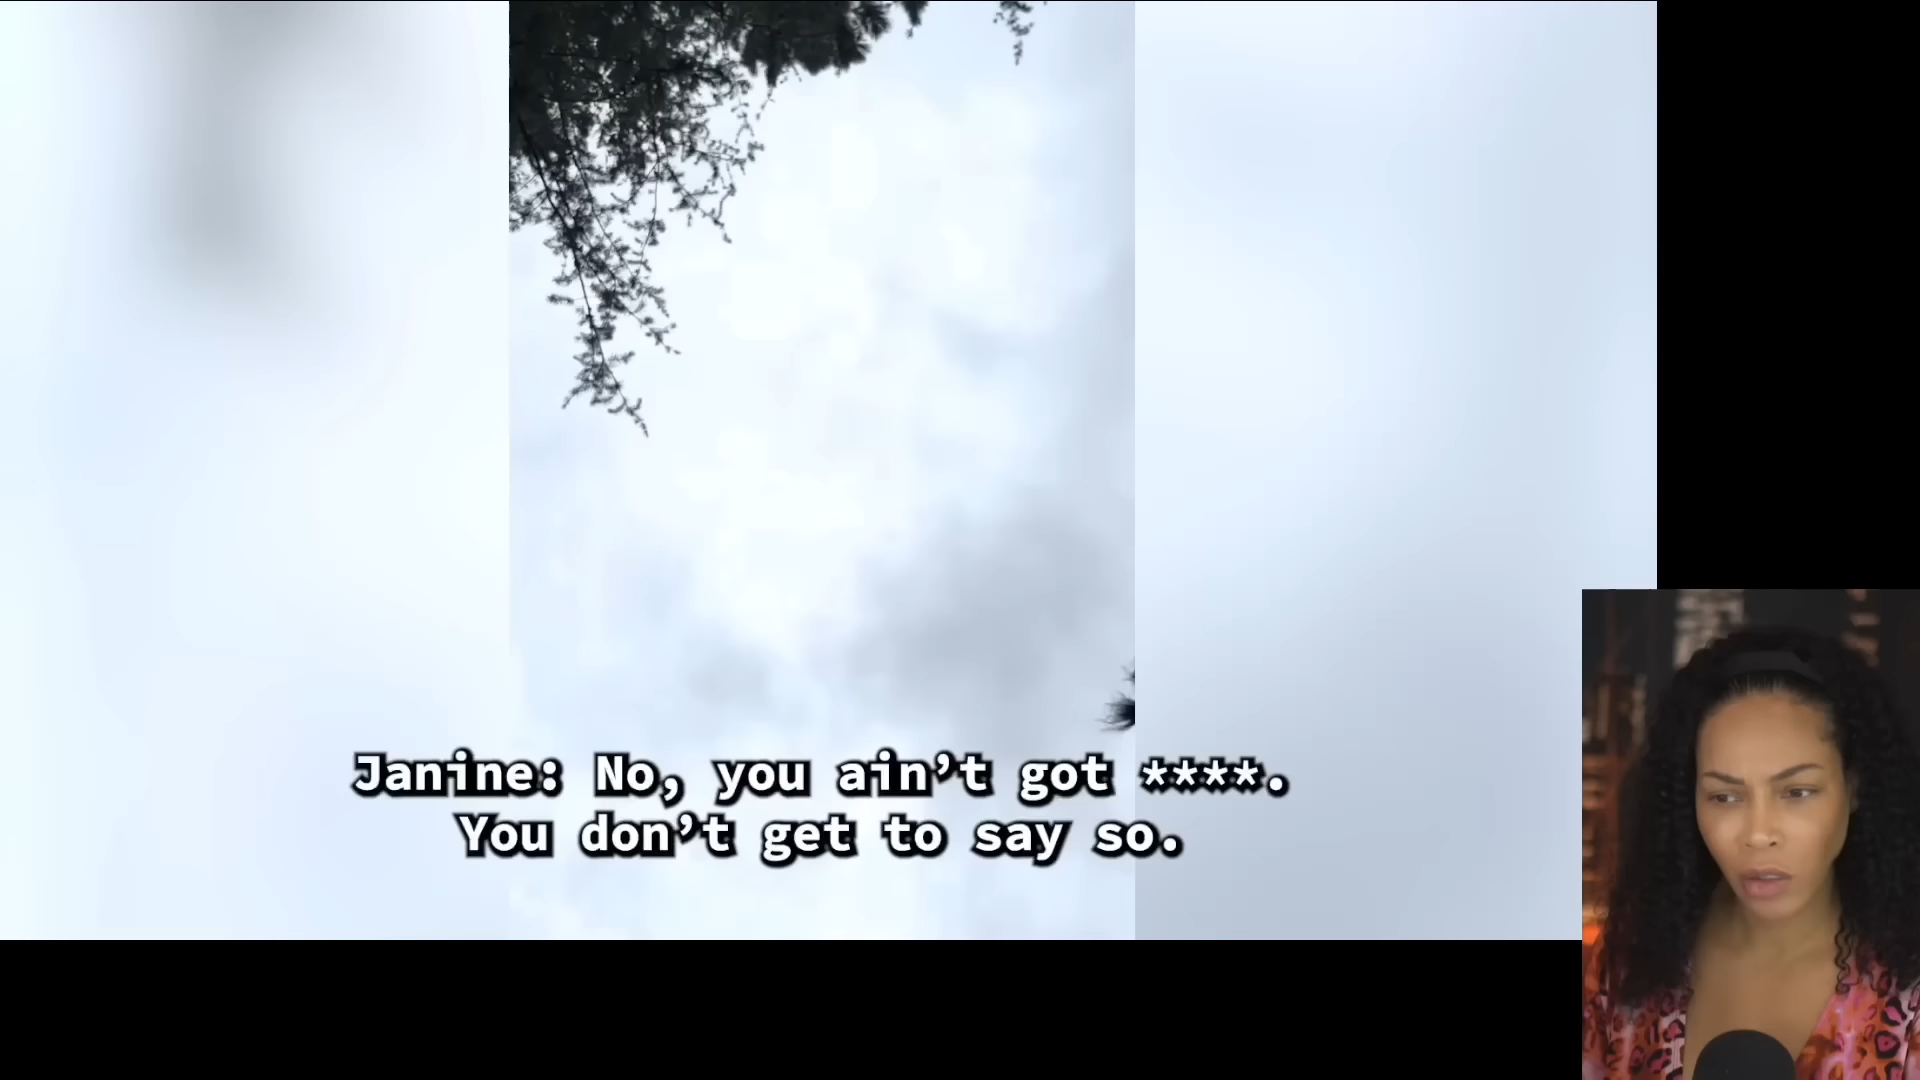 Janine: No, you ain’t got ****.
You don’t get to say so.